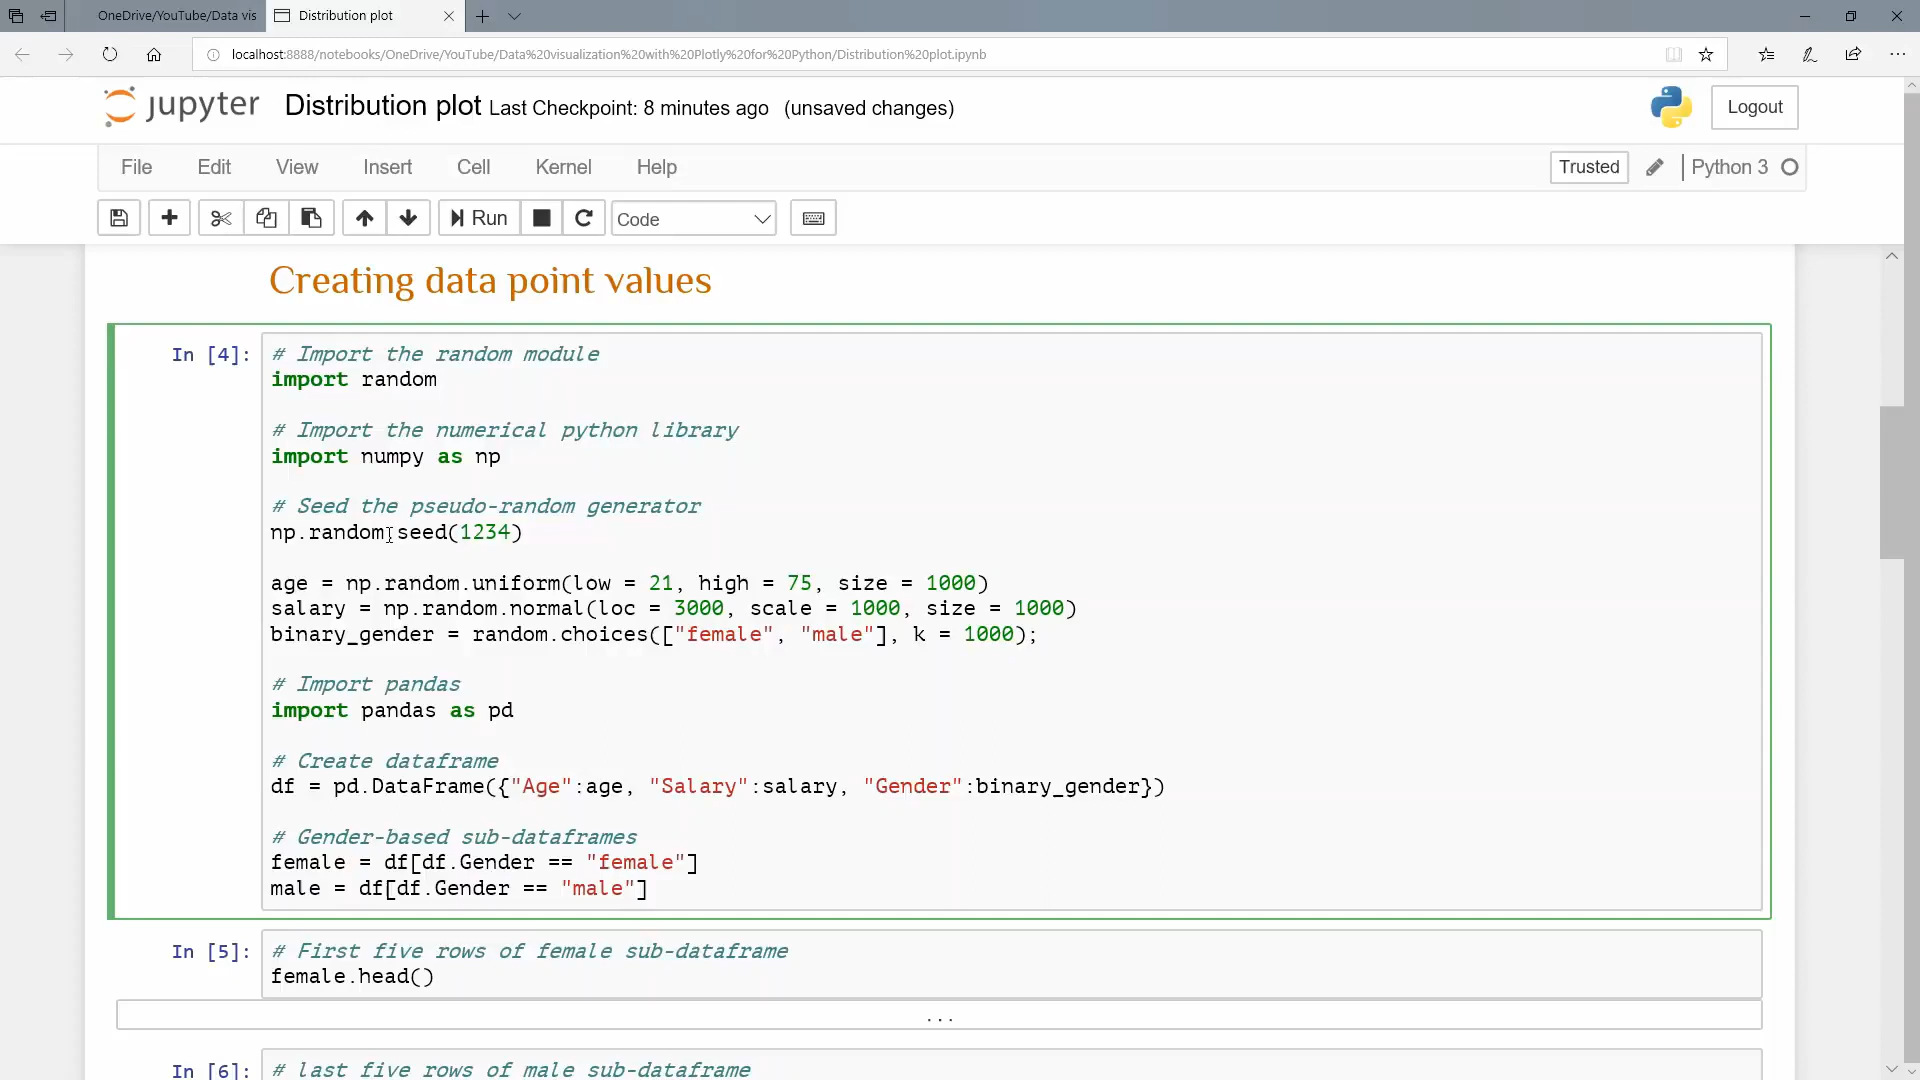 OneDrive/YouTube/Data vis
Distribution plot
localhost:8888/notebooks/OneDrive/YouTube/Data%20visualization%20with%20Plotly%20for%20Python/Distribution%20plot.ipynb
jupyter Distribution plot Last Checkpoint: 8 minutes ago (unsaved changes)
Logout
File Edit View Insert Cell Kernel Help
Trusted
Python 3
Run
Code
Creating data point values
In [4]:
# Import the random module
import random
# Import the numerical python library
import numpy as np
# Seed the pseudo-random generator
np.random.seed(1234)
age = np.random.uniform(low = 21, high = 75, size = 1000)
salary = np.random.normal(loc = 3000, scale = 1000, size = 1000)
binary_gender = random.choices(["female", "male"], k = 1000);
# Import pandas
import pandas as pd
# Create dataframe
df = pd.DataFrame({"Age":age, "Salary":salary, "Gender":binary_gender})
# Gender-based sub-dataframes
female = df[df.Gender == "female"]
male = df[df.Gender == "male"]
In [5]:
# First five rows of female sub-dataframe
female.head()
...
In [6]:
# last five rows of male sub-dataframe